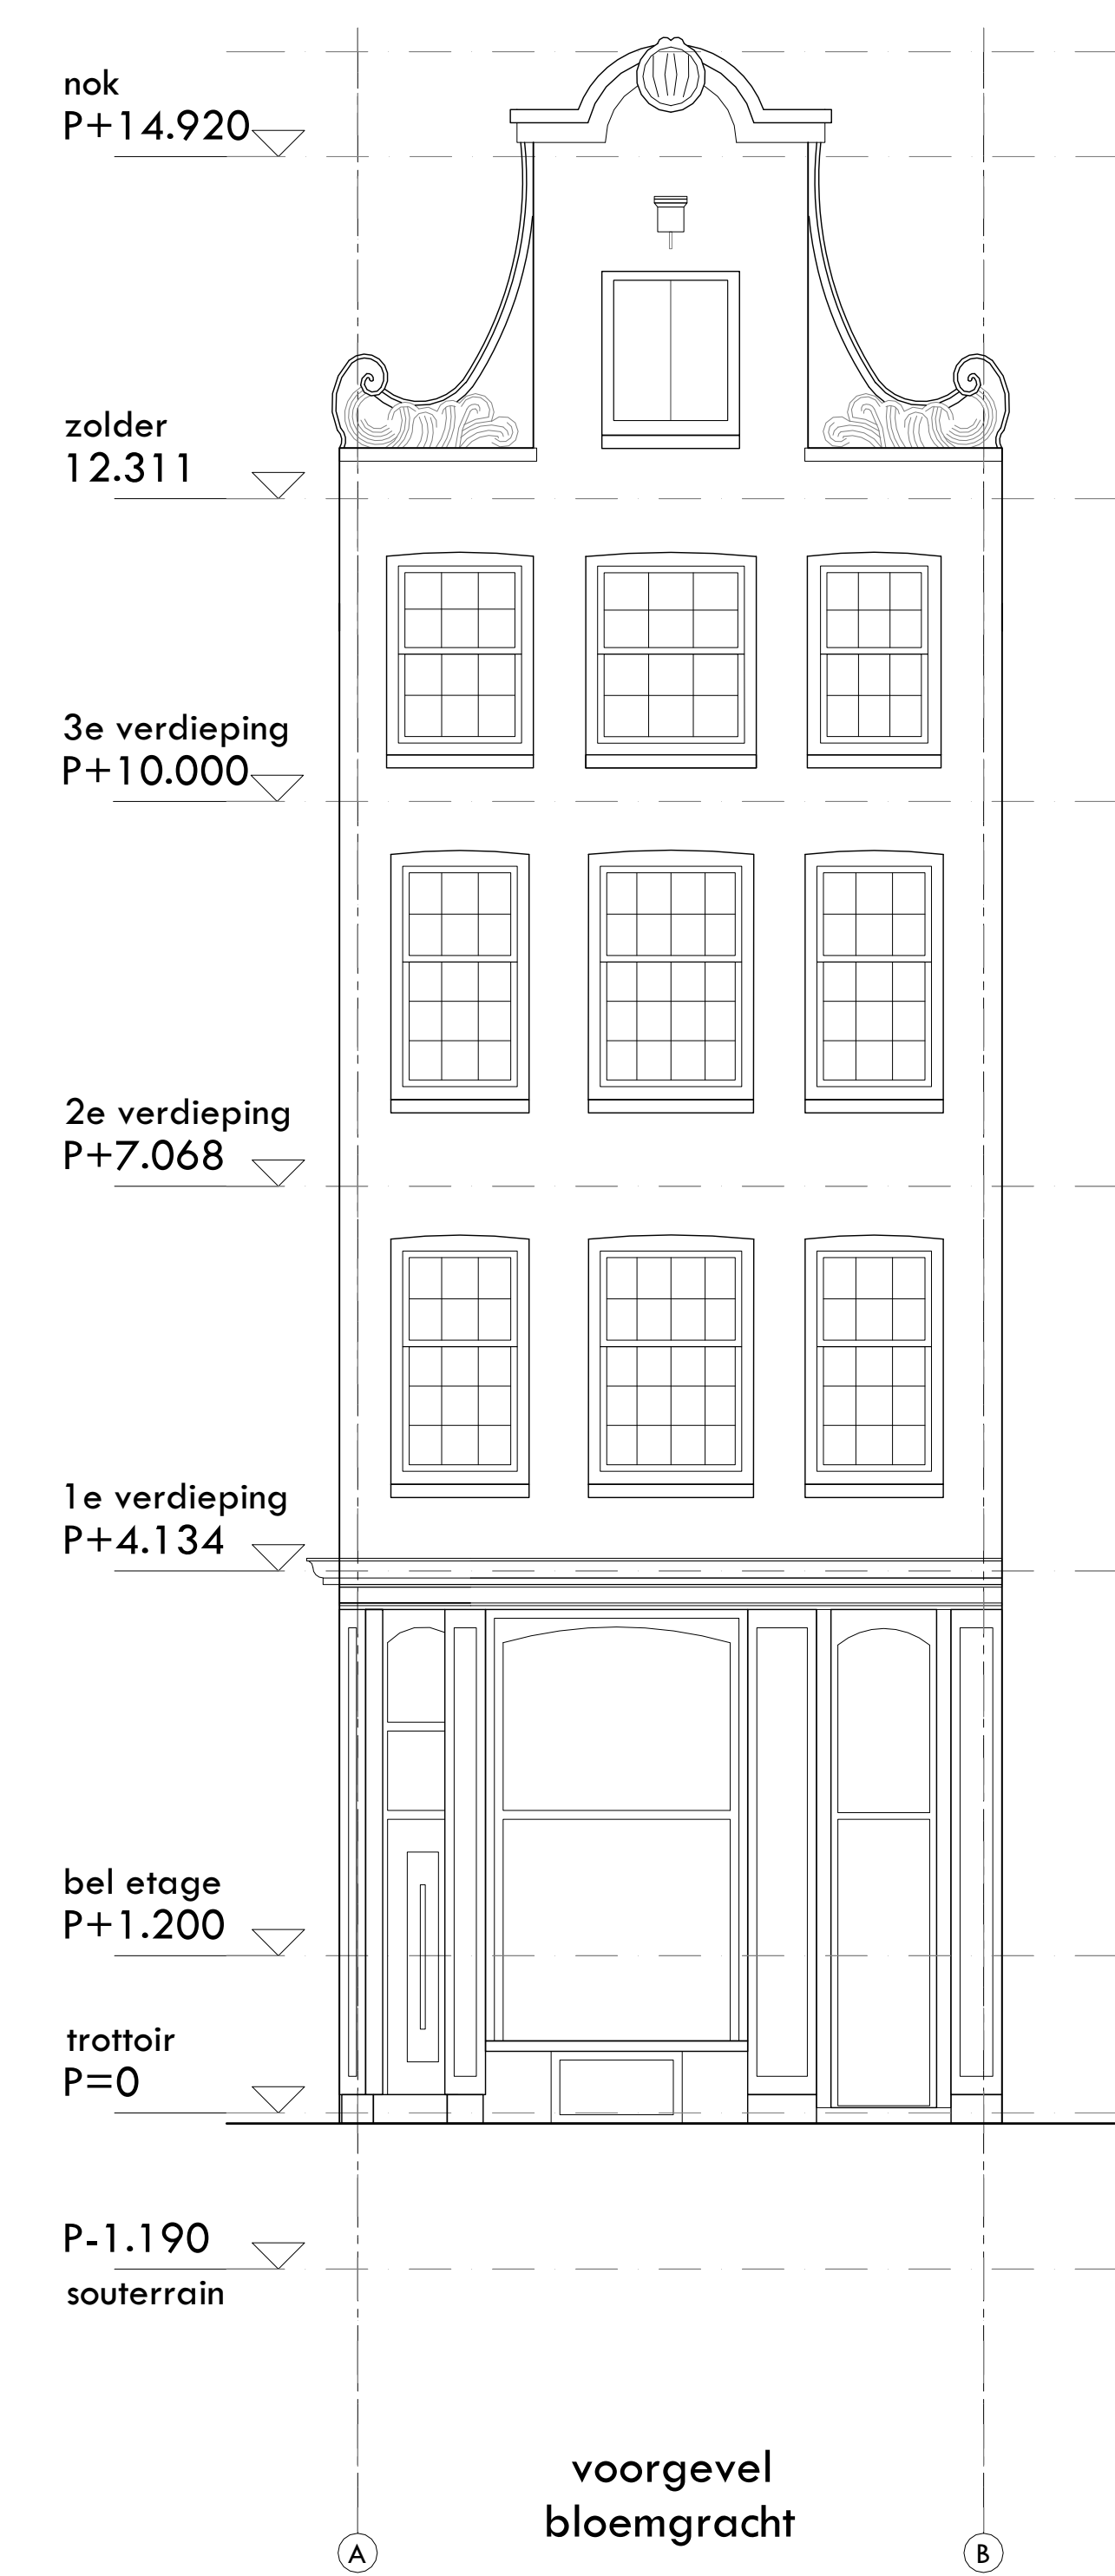 nok
P+14.920
zolder
12.311
3e verdieping
P+10.000
2e verdieping
P+7.068
1e verdieping
P+4.134
bel etage
P+1.200
trottoir
P=0
P-1.190
souterrain
voorgevel
bloemgracht
A
B